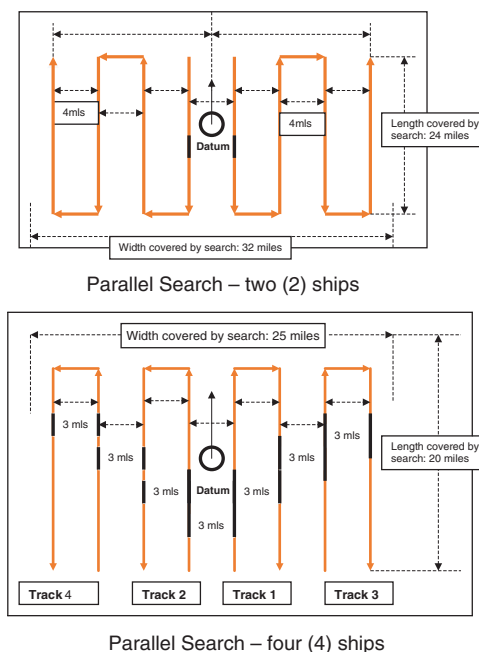 4mls
4mls
Datum
Length covered by
search: 24 miles
Width covered by search: 32 miles
Parallel Search – two (2) ships
Width covered by search: 25 miles
3 mls
3 mls
3 mls
3 mls
3 mls
3 mls
3 mls
Datum
Length covered by
search: 20 miles
Track 4
Track 2
Track 1
Track 3
Parallel Search – four (4) ships